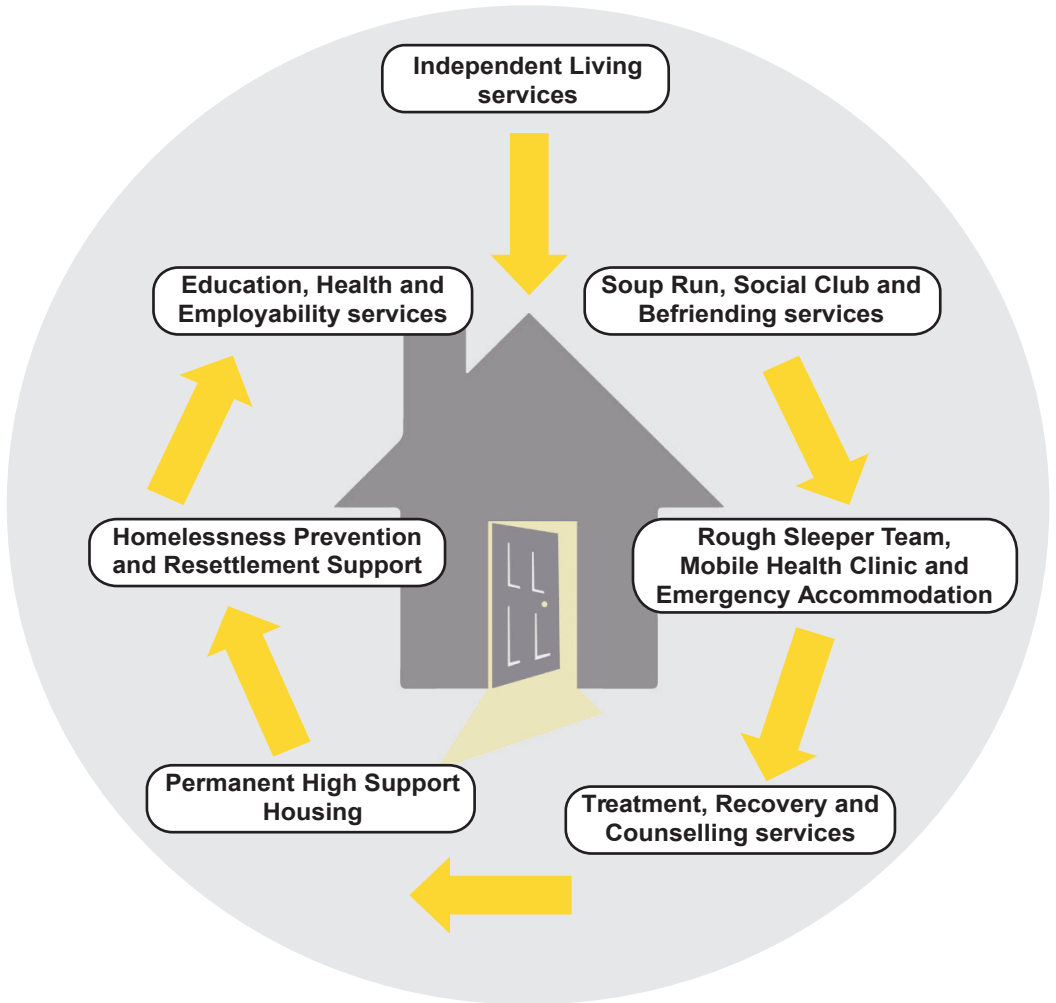 Independent Living
services
Education, Health and
Employability services
Soup Run, Social Club and
Befriending services
Homelessness Prevention
and Resettlement Support
Rough Sleeper Team,
Mobile Health Clinic and
Emergency Accommodation
Permanent High Support
Housing
Treatment, Recovery and
Counselling services